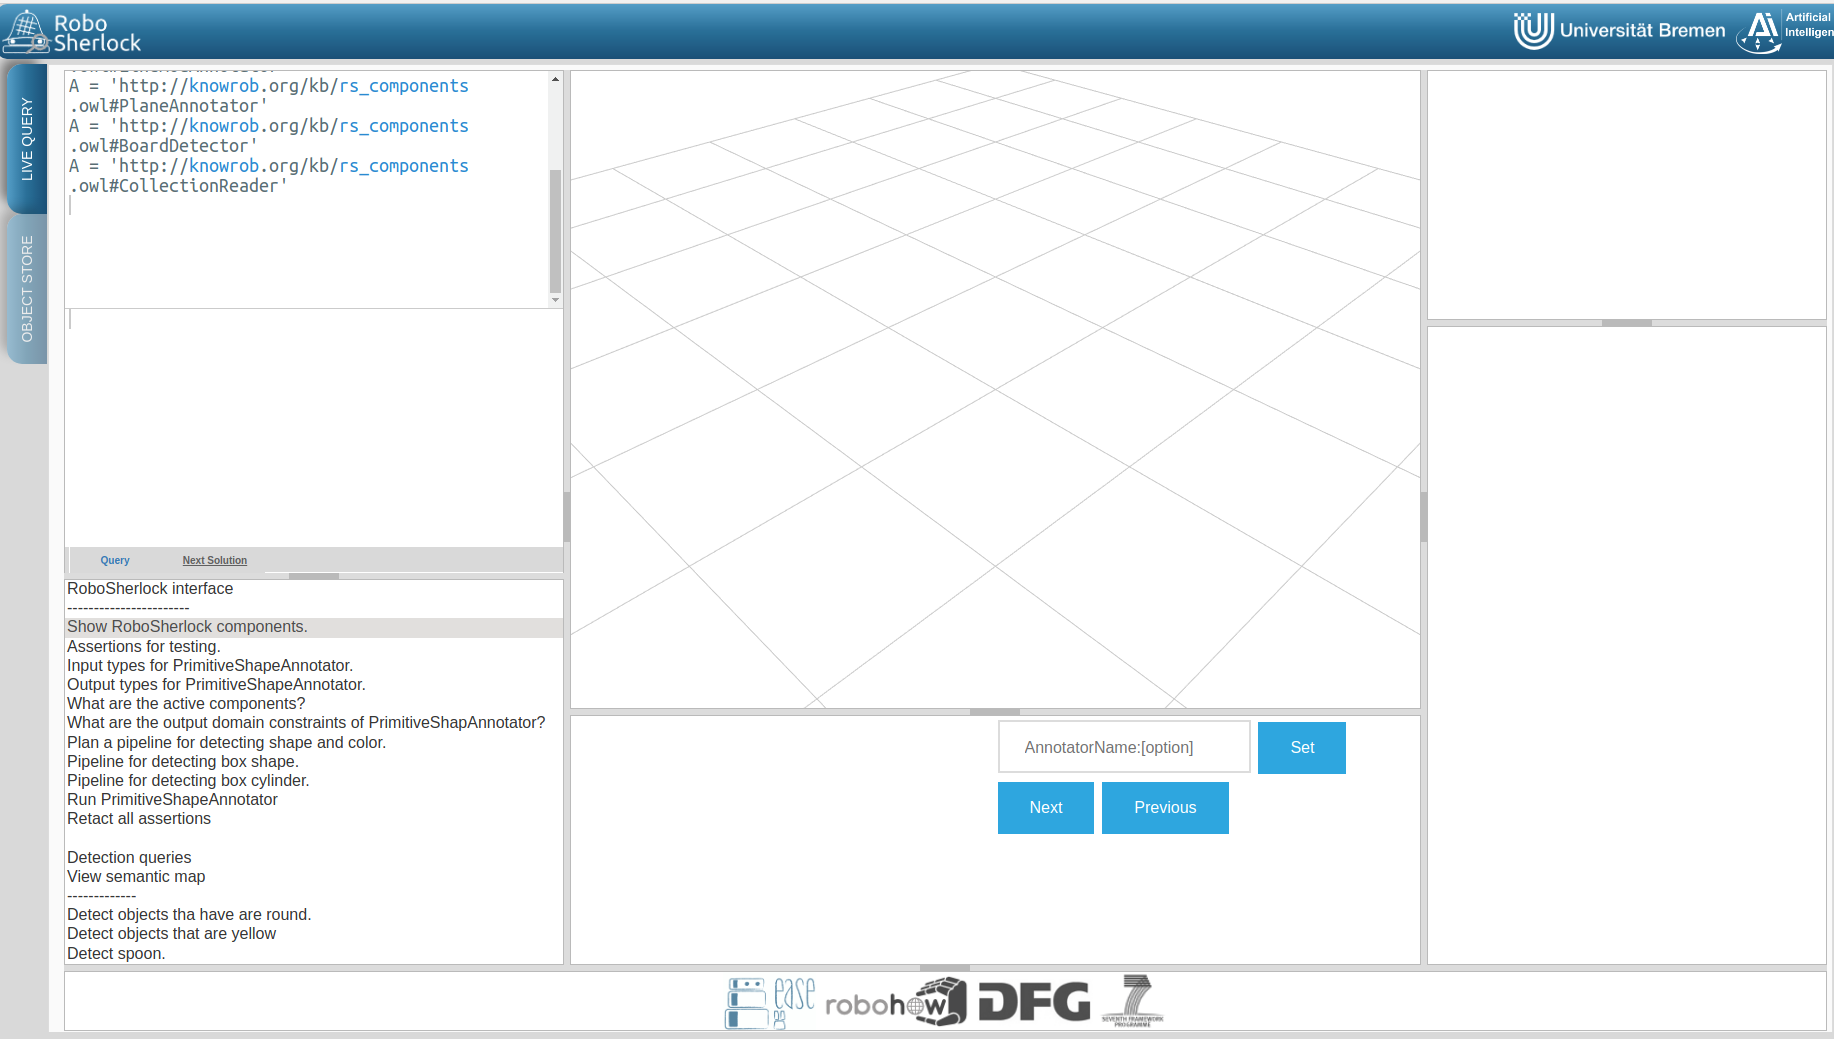 Robo
Sherlock
Universität Bremen
Artificial
Intelligen
LIVE QUERY
OBJECT STORE
A = 'http://knowrob.org/kb/rs_components
.owl#PlaneAnnotator'
A = 'http://knowrob.org/kb/rs_components
.owl#BoardDetector'
A = 'http://knowrob.org/kb/rs_components
.owl#CollectionReader'
Query
Next Solution
RoboSherlock interface
-----------------------
Show RoboSherlock components.
Assertions for testing.
Input types for PrimitiveShapeAnnotator.
Output types for PrimitiveShapeAnnotator.
What are the active components?
What are the output domain constraints of PrimitiveShapAnnotator?
Plan a pipeline for detecting shape and color.
Pipeline for detecting box shape.
Pipeline for detecting box cylinder.
Run PrimitiveShapeAnnotator
Retact all assertions
Detection queries
View semantic map
-------------
Detect objects tha have are round.
Detect objects that are yellow
Detect spoon.
AnnotatorName:[option]
Set
Next
Previous
ease
robohow
DFG
7
SEVENTH FRAMEWORK
PROGRAMME